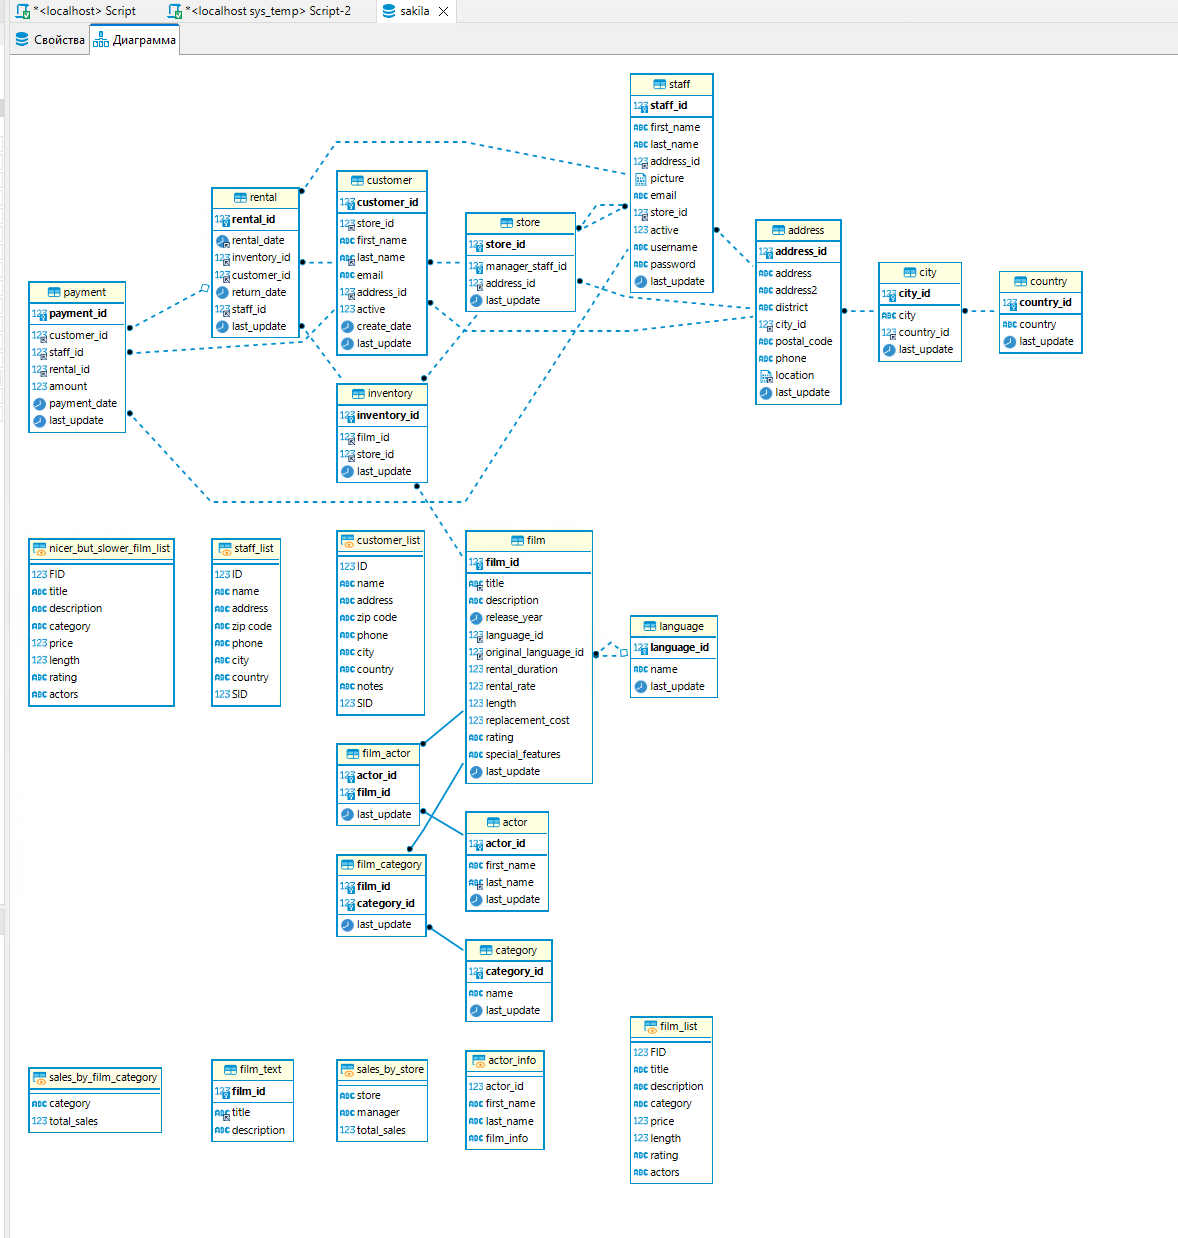 *<localhost> Script
*<localhost sys_temp> Script-2
sakila
Свойства
Диаграмма
staff
staff_id
first_name
last_name
address_id
picture
email
store_id
active
username
password
last_update
customer
customer_id
store_id
first_name
last_name
email
address_id
active
create_date
last_update
rental
rental_id
rental_date
inventory_id
customer_id
return_date
staff_id
last_update
store
store_id
manager_staff_id
address_id
last_update
address
address_id
address
address2
district
city_id
postal_code
phone
location
last_update
city
city_id
city
country_id
last_update
country
country_id
country
last_update
payment
payment_id
customer_id
staff_id
rental_id
amount
payment_date
last_update
inventory
inventory_id
film_id
store_id
last_update
nicer_but_slower_film_list
FID
title
description
category
price
length
rating
actors
staff_list
ID
name
address
zip code
phone
city
country
SID
customer_list
ID
name
address
zip code
phone
city
country
notes
SID
film
film_id
title
description
release_year
language_id
original_language_id
rental_duration
rental_rate
length
replacement_cost
rating
special_features
last_update
language
language_id
name
last_update
film_actor
actor_id
film_id
last_update
actor
actor_id
first_name
last_name
last_update
film_category
film_id
category_id
last_update
category
category_id
name
last_update
sales_by_film_category
category
total_sales
film_text
film_id
title
description
sales_by_store
store
manager
total_sales
actor_info
actor_id
first_name
last_name
film_info
film_list
FID
title
description
category
price
length
rating
actors